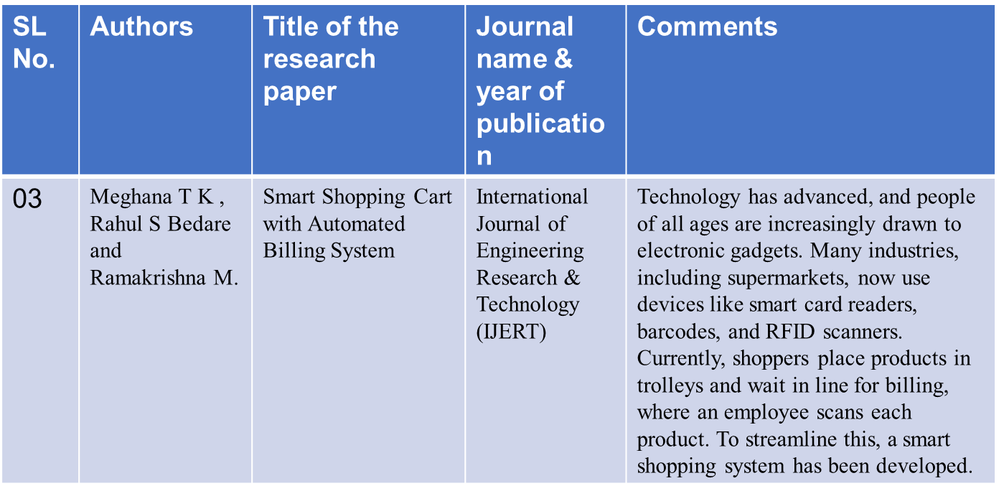 SL
No.
Authors
Title of the
research
paper
Journal
name &
year of
publicatio
n
Comments
03
Meghana T K ,
Rahul S Bedare
and
Ramakrishna M.
Smart Shopping Cart
with Automated
Billing System
International
Journal of
Engineering
Research &
Technology
(IJERT)
Technology has advanced, and people
of all ages are increasingly drawn to
electronic gadgets. Many industries,
including supermarkets, now use
devices like smart card readers,
barcodes, and RFID scanners.
Currently, shoppers place products in
trolleys and wait in line for billing,
where an employee scans each
product. To streamline this, a smart
shopping system has been developed.